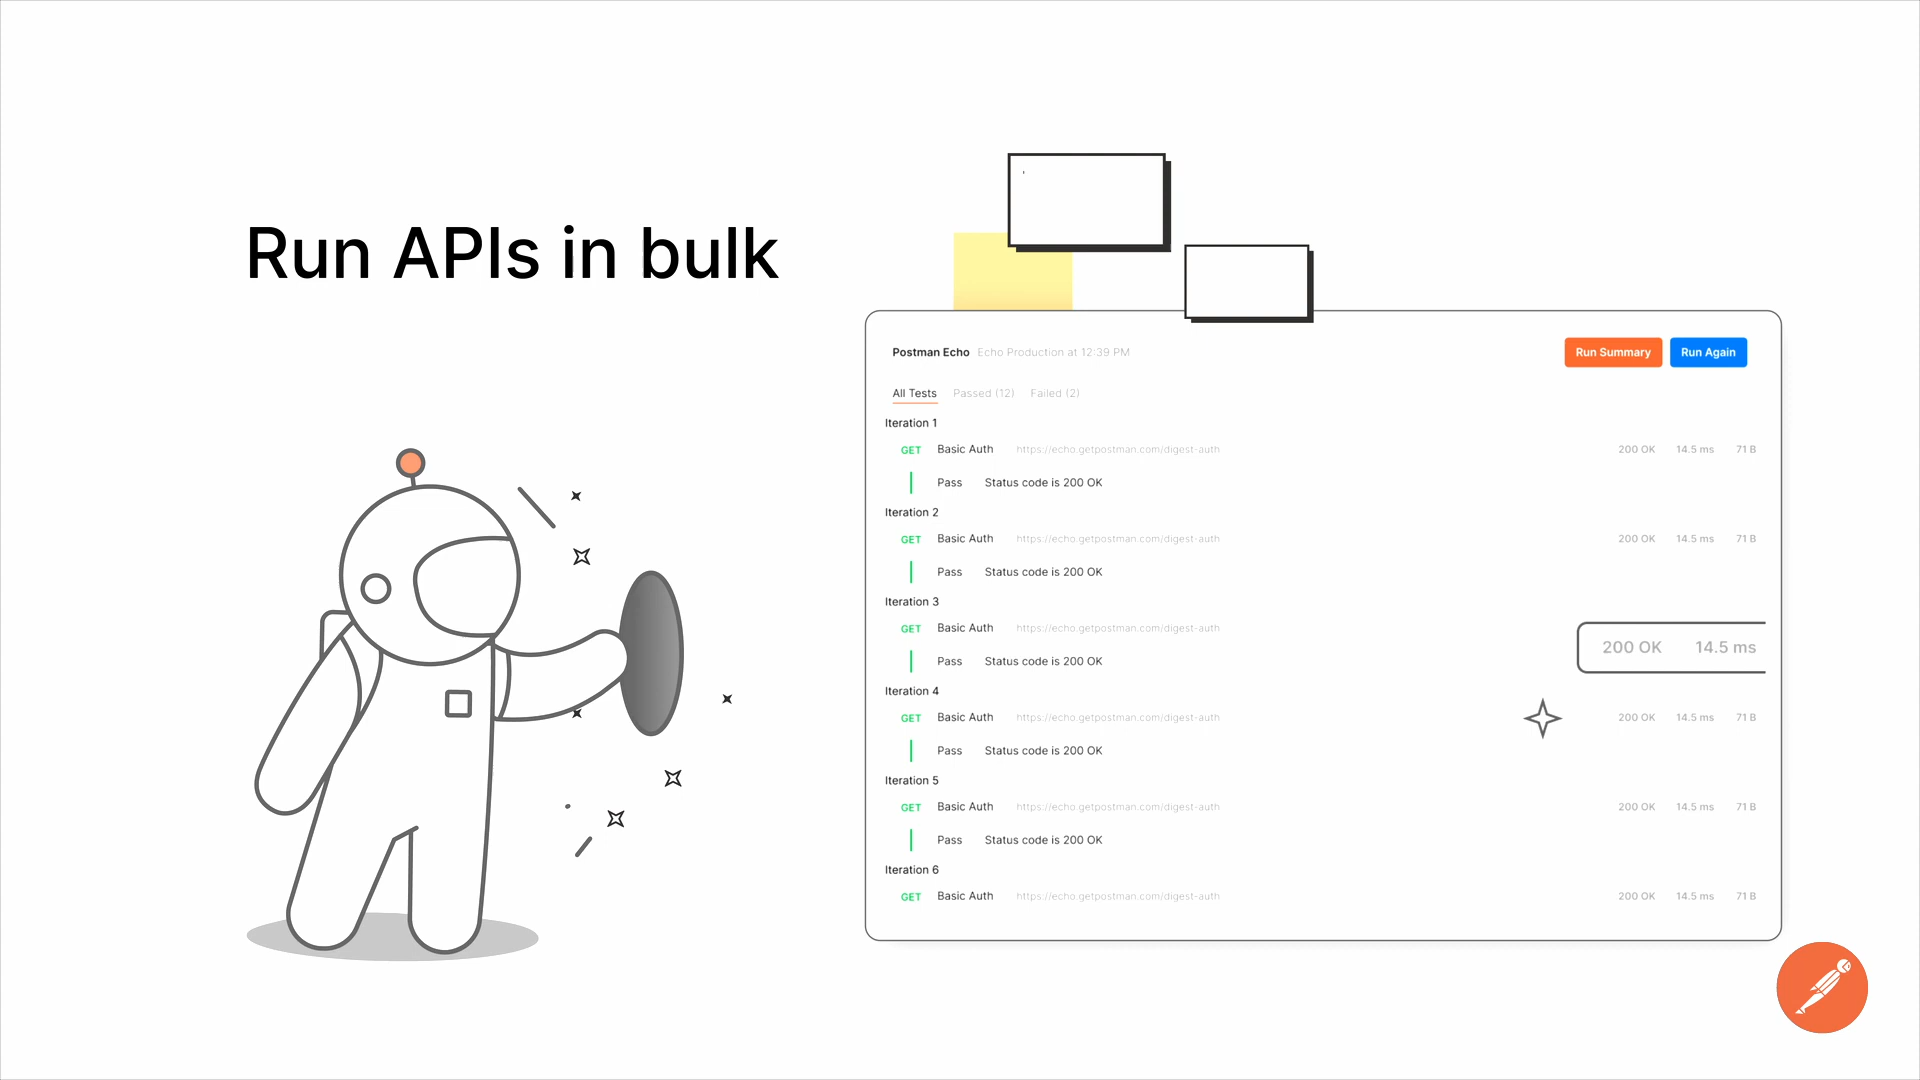 Run APIs in bulk
Postman Echo Echo Production at 12:39 PM Run Summary Run Again
All Tests Passed (12) Failed (2)
Iteration 1
GET Basic Auth https://echo.getpostman.com/digest-auth 200 OK 14.5 ms 71 B
Pass Status code is 200 OK
Iteration 2
GET Basic Auth https://echo.getpostman.com/digest-auth 200 OK 14.5 ms 71 B
Pass Status code is 200 OK
Iteration 3
GET Basic Auth https://echo.getpostman.com/digest-auth
200 OK 14.5 ms
Pass Status code is 200 OK
Iteration 4
GET Basic Auth https://echo.getpostman.com/digest-auth 200 OK 14.5 ms 71 B
Pass Status code is 200 OK
Iteration 5
GET Basic Auth https://echo.getpostman.com/digest-auth 200 OK 14.5 ms 71 B
Pass Status code is 200 OK
Iteration 6
GET Basic Auth https://echo.getpostman.com/digest-auth 200 OK 14.5 ms 71 B